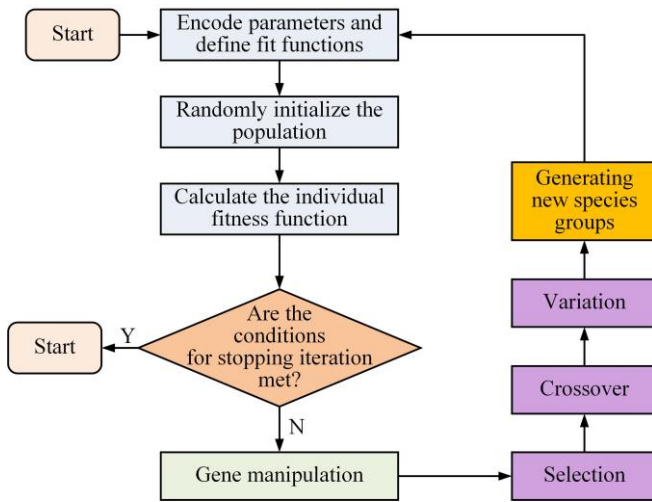 Start
Encode parameters and
define fit functions
Randomly initialize the
population
Calculate the individual
fitness function
Are the
conditions
for stopping iteration
met?
Y
Start
N
Gene manipulation
Selection
Crossover
Variation
Generating
new species
groups